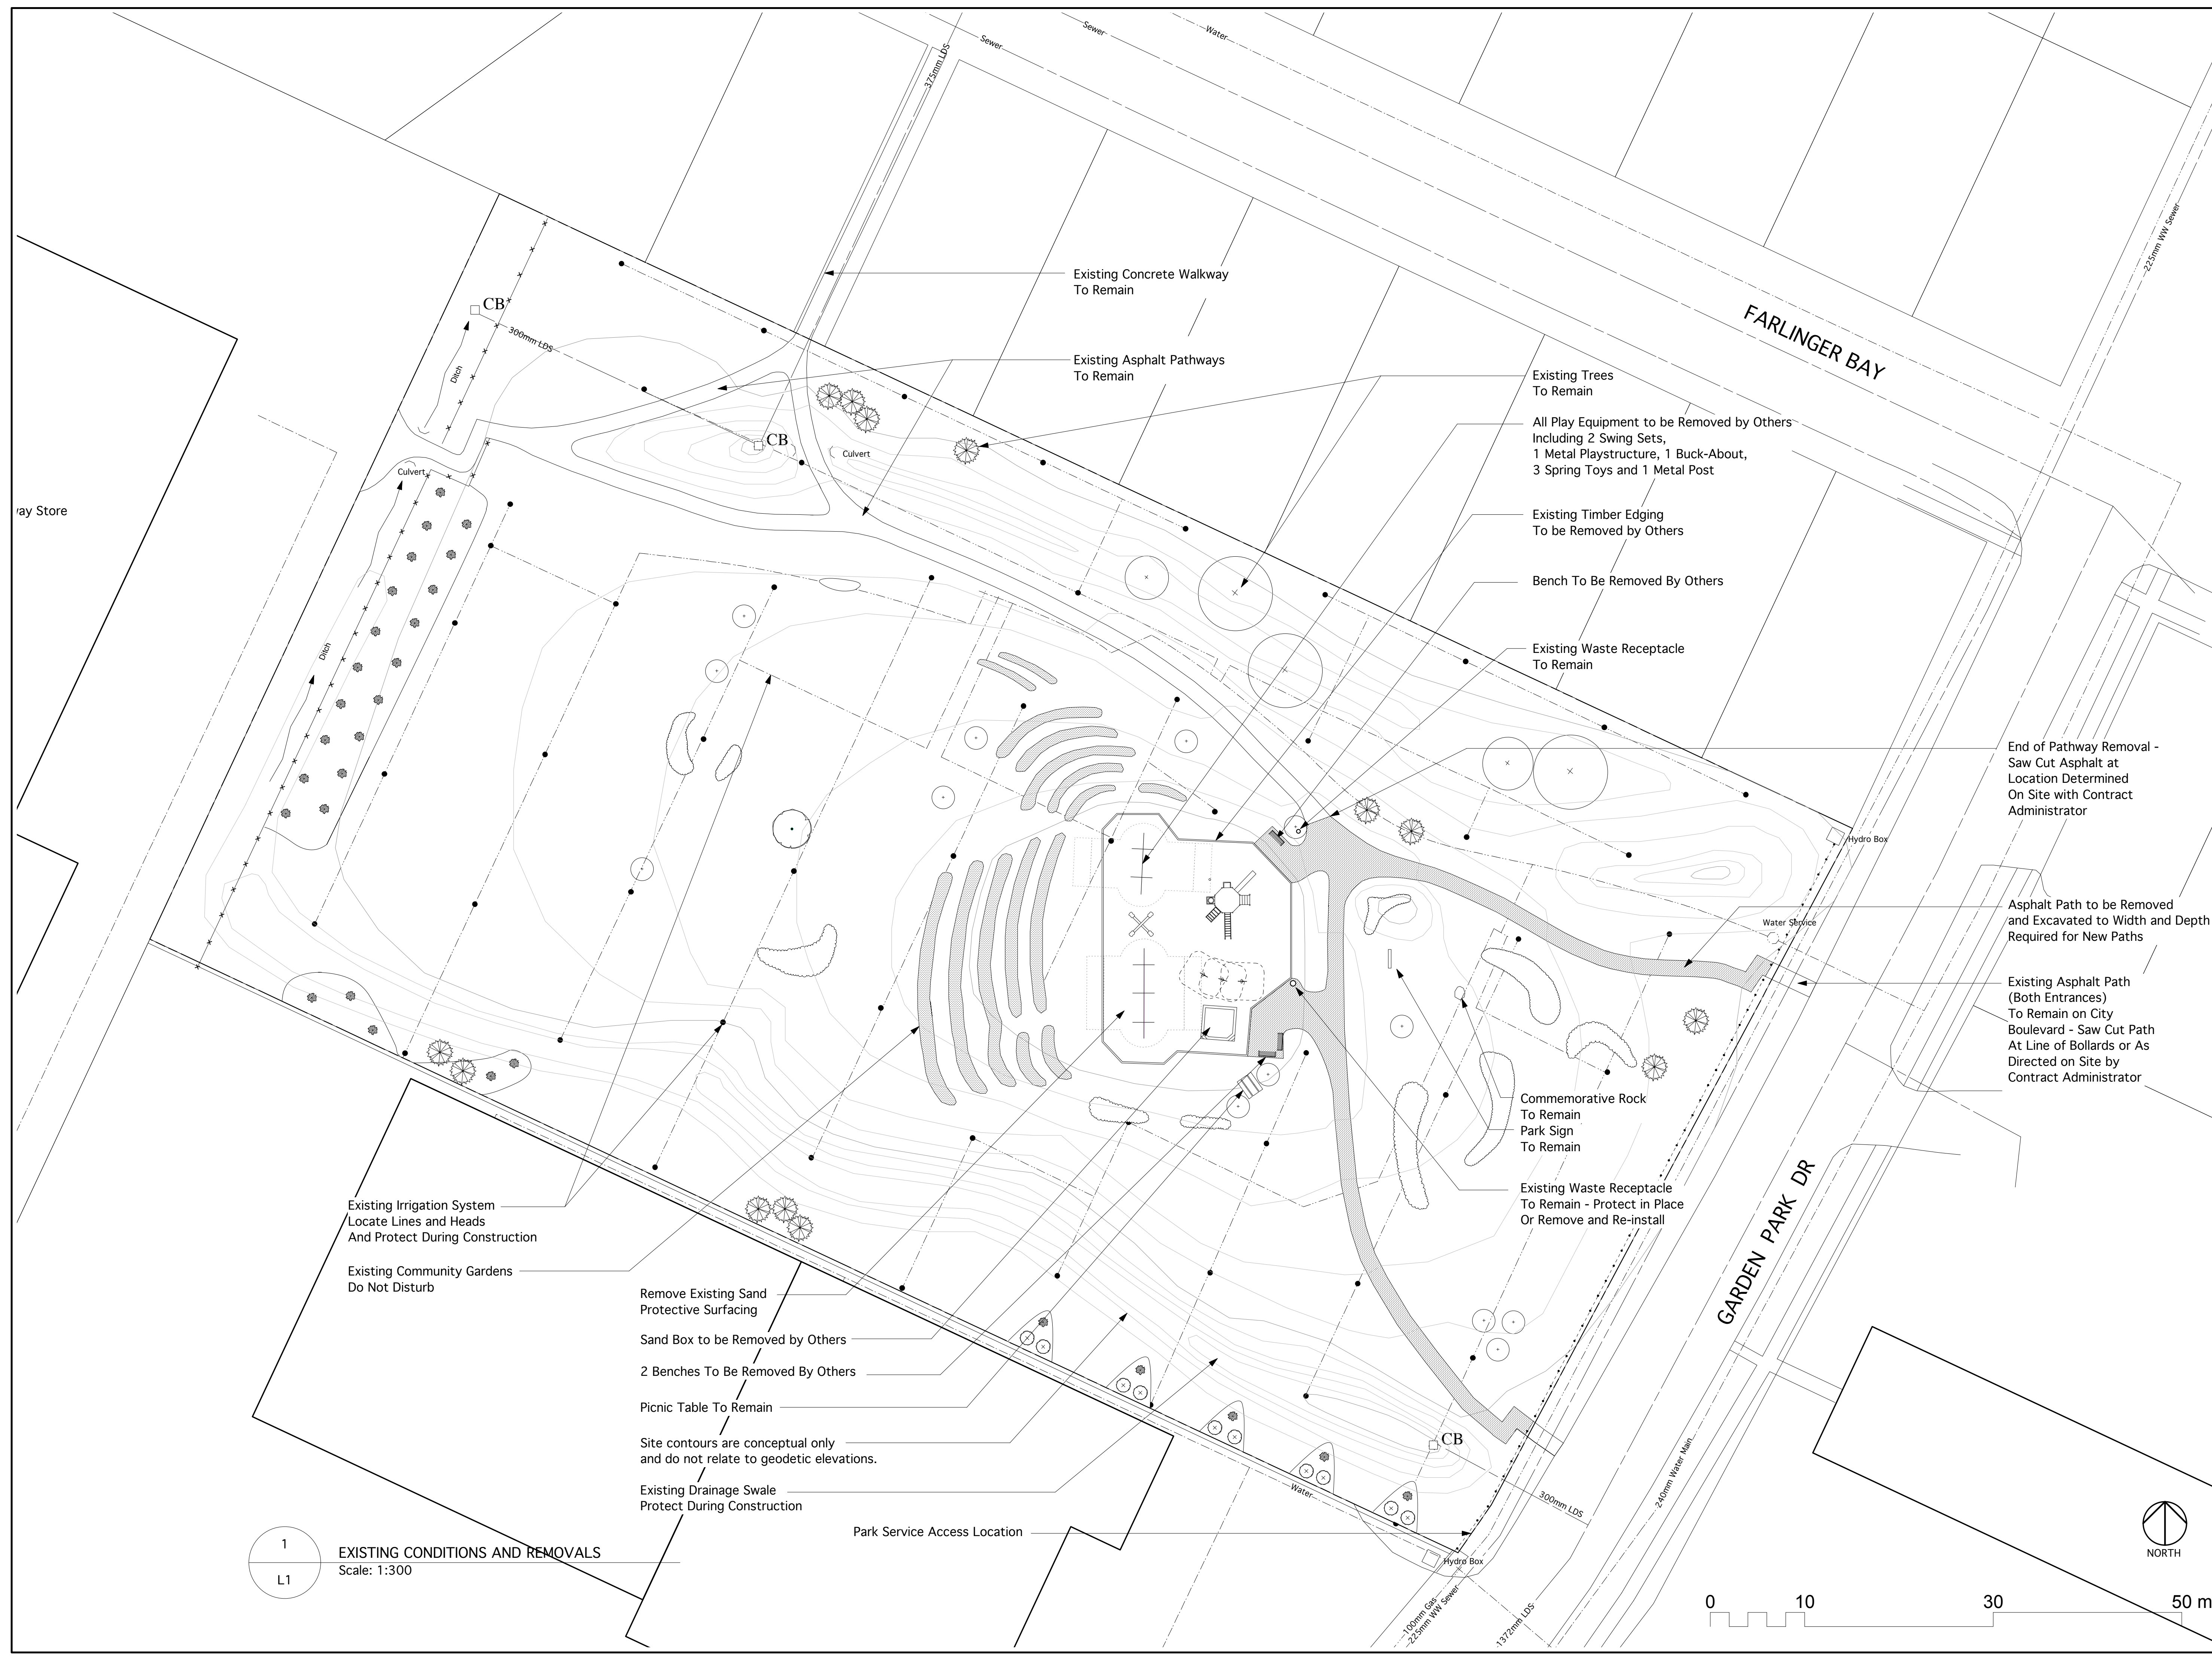 Sewer
Sewer
Water
375mm LDS
225mm WW Sewer
FARLINGER BAY
Existing Concrete Walkway
To Remain
CB
300mm LDS
Ditch
Existing Asphalt Pathways
To Remain
Existing Trees
To Remain
All Play Equipment to be Removed by Others
Including 2 Swing Sets,
1 Metal Playstructure, 1 Buck-About,
3 Spring Toys and 1 Metal Post
CB
Culvert
Culvert
Existing Timber Edging
To be Removed by Others
Bench To Be Removed By Others
Existing Waste Receptacle
To Remain
Store
Ditch
End of Pathway Removal -
Saw Cut Asphalt at
Location Determined
On Site with Contract
Administrator
Hydro Box
Water Service
Asphalt Path to be Removed
and Excavated to Width and Depth
Required for New Paths
Existing Asphalt Path
(Both Entrances)
To Remain on City
Boulevard - Saw Cut Path
At Line of Bollards or As
Directed on Site by
Contract Administrator
Commemorative Rock
To Remain
Park Sign
To Remain
Existing Waste Receptacle
To Remain - Protect in Place
Or Remove and Re-install
GARDEN PARK DR
Existing Irrigation System
Locate Lines and Heads
And Protect During Construction
Existing Community Gardens
Do Not Disturb
Remove Existing Sand
Protective Surfacing
Sand Box to be Removed by Others
2 Benches To Be Removed By Others
Picnic Table To Remain
Site contours are conceptual only
and do not relate to geodetic elevations.
Existing Drainage Swale
Protect During Construction
Park Service Access Location
CB
Water
300mm LDS
240mm Water Main
Hydro Box
100mm Gas
225mm WW Sewer
1372mm LDS
1
L1
EXISTING CONDITIONS AND REMOVALS
Scale: 1:300
NORTH
0 10 30 50 m